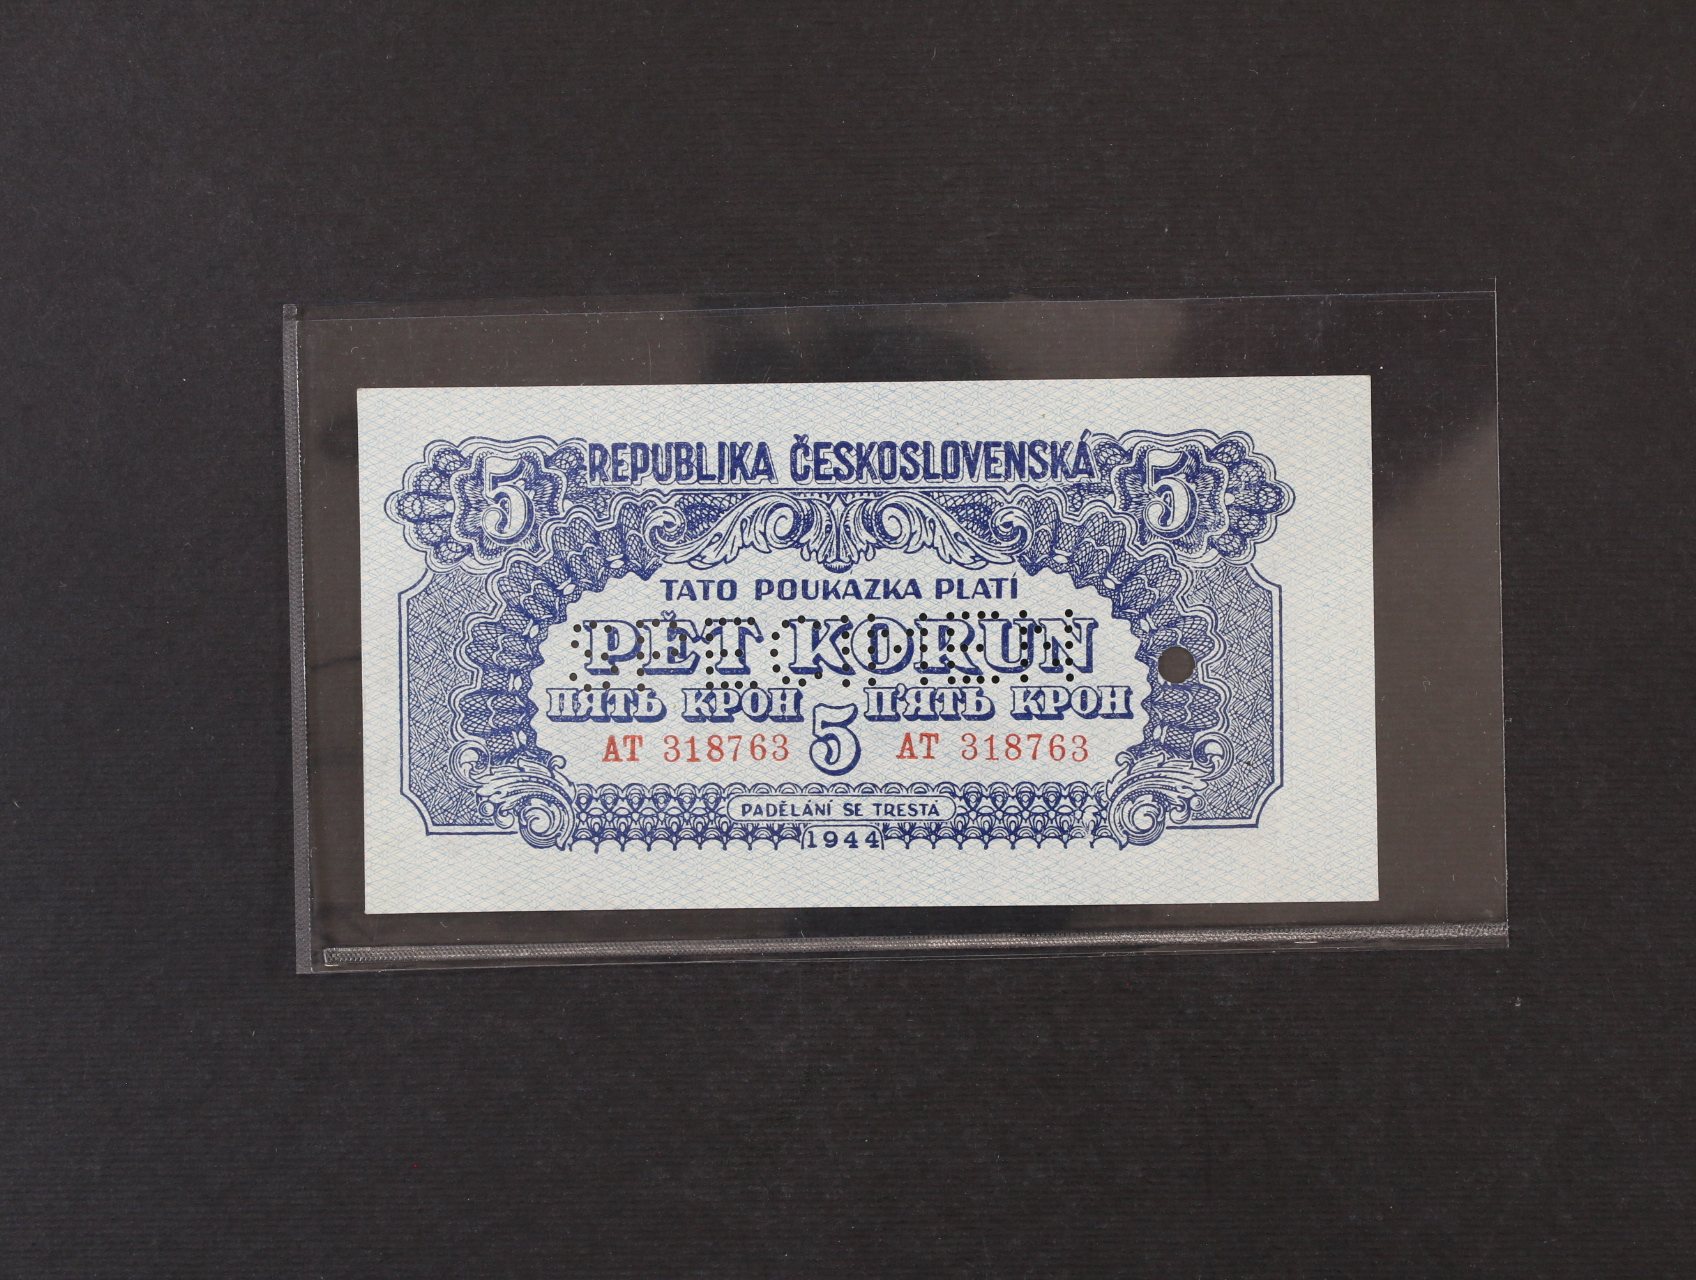 5 REPUBLIKA ČESKOSLOVENSKÁ 5
TATO POUKAZKA PLATÍ
PĚT KORUN
ПЯТЬ КРОН П'ЯТЬ КРОН
5
AT 318763 AT 318763
PADĚLÁNÍ SE TRESTÁ
1944